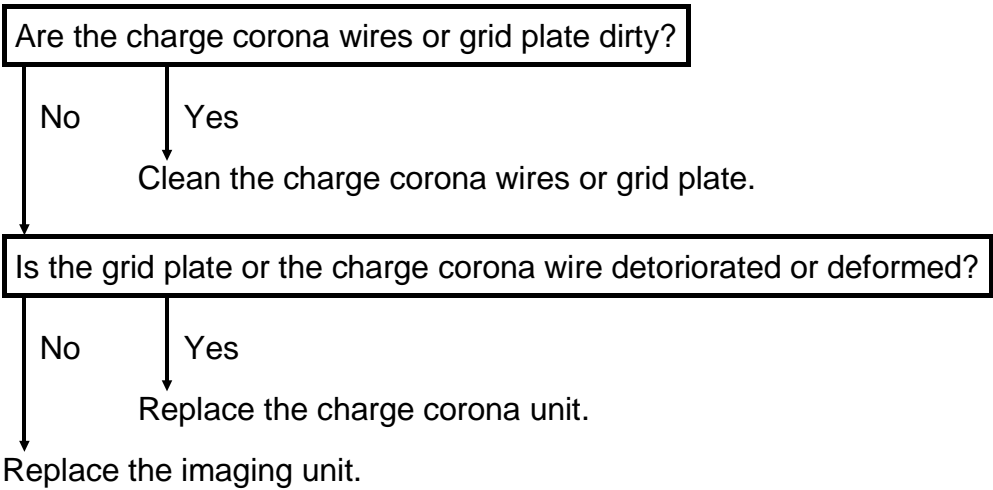 Are the charge corona wires or grid plate dirty?
No
Yes
Clean the charge corona wires or grid plate.
Is the grid plate or the charge corona wire detoriorated or deformed?
No
Yes
Replace the charge corona unit.
Replace the imaging unit.